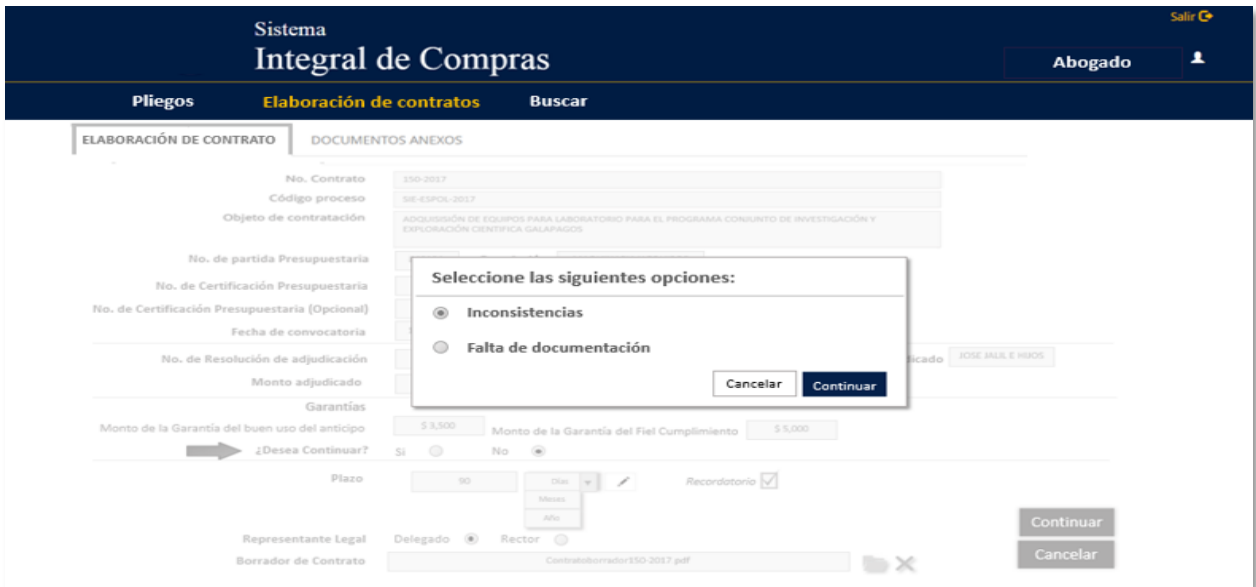 Salir
Sistema
Integral de Compras
Abogado
Pliegos Elaboración de contratos Buscar
ELABORACIÓN DE CONTRATO DOCUMENTOS ANEXOS
No. Contrato 150-2017
Código proceso SIE-ESPOL-2017
Objeto de contratación ADQUISISIÓN DE EQUIPOS PARA LABORATORIO PARA EL PROGRAMA CONJUNTO DE INVESTIGACIÓN Y
EXPLORACIÓN CIENTIFICA GALAPAGOS
No. de partida Presupuestaria
Seleccione las siguientes opciones:
No. de Certificación Presupuestaria
No. de Certificación Presupuestaria (Opcional)
Inconsistencias
Fecha de convocatoria
Falta de documentación
No. de Resolución de adjudicación JOSE JALIL E HIJOS
Monto adjudicado
Cancelar Continuar
Garantías
Monto de la Garantía del buen uso del anticipo $ 3,500 Monto de la Garantía del Fiel Cumplimiento $ 5,000
¿Desea Continuar? Si No
Plazo 90 Días Recordatorio
Meses
Año
Continuar
Representante Legal Delegado Rector
Cancelar
Borrador de Contrato Contratoborrador150-2017 pdf